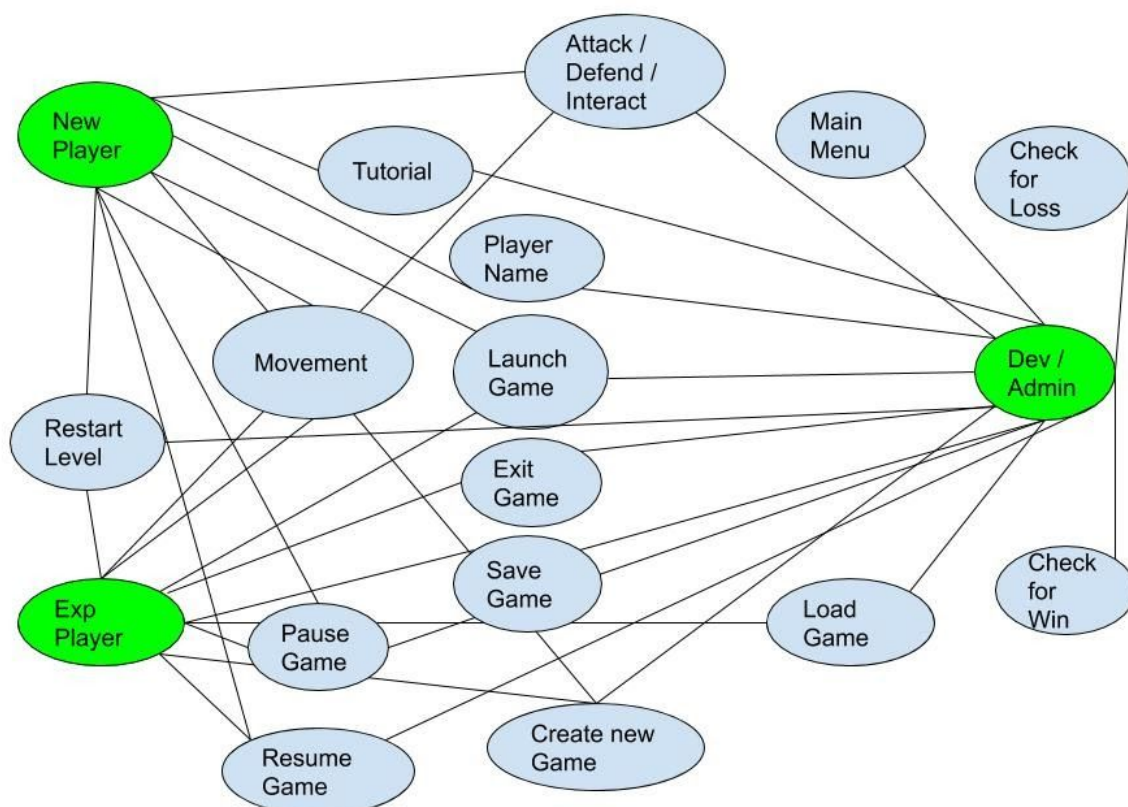 Attack /
Defend /
Interact
New
Player
Main
Menu
Check
for
Loss
Tutorial
Player
Name
Movement
Launch
Game
Dev /
Admin
Restart
Level
Exit
Game
Save
Game
Check
for
Win
Exp
Player
Pause
Game
Load
Game
Create new
Game
Resume
Game